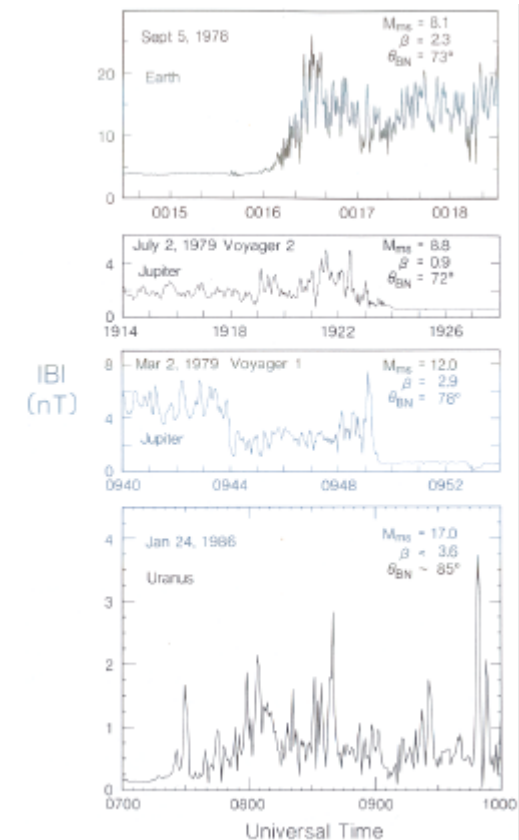 Sept 5, 1978
Earth
Mms = 8.1
β = 2.3
θBN = 73°
20
10
0
0015 0016 0017 0018
July 2, 1979 Voyager 2
Jupiter
Mms = 8.8
β = 0.9
θBN = 72°
4
0
1914 1918 1922 1926
|B|
(nT)
Mar 2, 1979 Voyager 1
Jupiter
Mms = 12.0
β = 2.9
θBN = 78°
8
4
0
0940 0944 0948 0952
Jan 24, 1986
Uranus
Mms = 17.0
β < 3.6
θBN ~ 85°
4
3
2
1
0
0700 0800 0900 1000
Universal Time